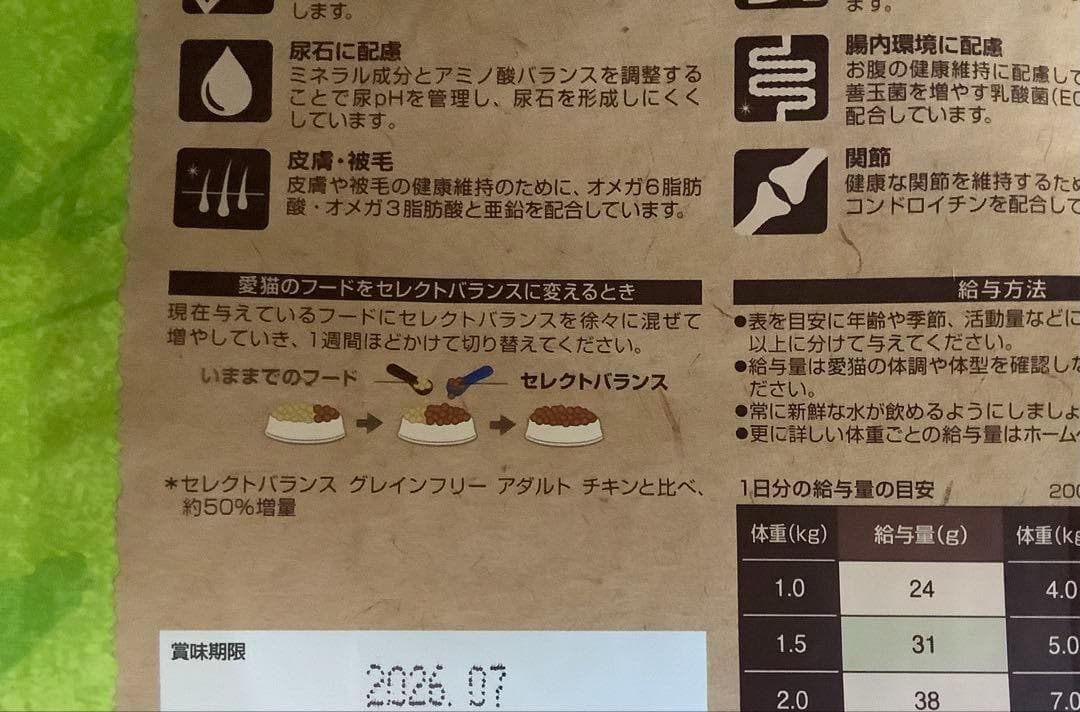 します。
尿石に配慮
ミネラル成分とアミノ酸バランスを調整する
ことで尿pHを管理し、尿石を形成しにくく
しています。
皮膚・被毛
皮膚や被毛の健康維持のために、オメガ6脂肪
酸・オメガ3脂肪酸と亜鉛を配合しています。
愛猫のフードをセレクトバランスに変えるとき
現在与えているフードにセレクトバランスを徐々に混ぜて
増やしていき、1週間ほどかけて切り替えてください。
いままでのフード
セレクトバランス
*セレクトバランス グレインフリー アダルト チキンと比べ、
約50%増量
賞味期限
2026.07
ます。
腸内環境に配慮
お腹の健康維持に配慮して
善玉菌を増やす乳酸菌(EC
配合しています。
関節
健康な関節を維持するため
コンドロイチンを配合して
給与方法
●表を目安に年齢や季節、活動量などに
以上に分けて与えてください。
●給与量は愛猫の体調や体型を確認しな
ださい。
●常に新鮮な水が飲めるようにしましょ
●更に詳しい体重ごとの給与量はホーム
1日分の給与量の目安 200
体重(kg) 給与量(g) 体重(kg
1.0 24 4.0
1.5 31 5.0
2.0 38 7.0